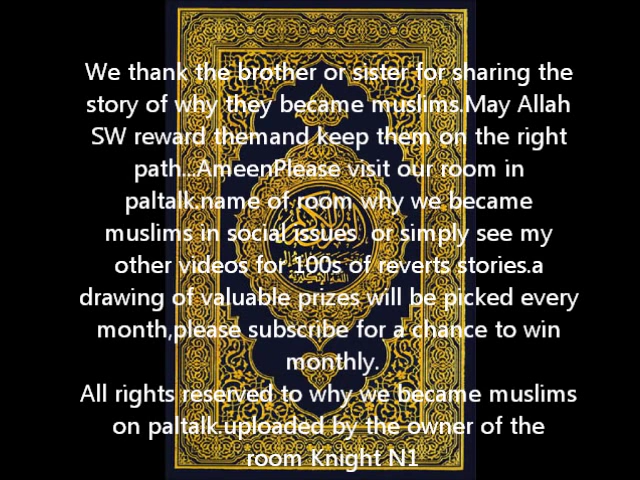 We thank the brother or sister for sharing the
story of why they became muslims.May Allah
SW reward themand keep them on the right
path...AmeenPlease visit our room in
paltalk.name of room why we became
muslims in social issues or simply see my
other videos for 100s of reverts stories.a
drawing of valuable prizes will be picked every
month,please subscribe for a chance to win
monthly.
All rights reserved to why we became muslims
on paltalk.uploaded by the owner of the
room Knight N1